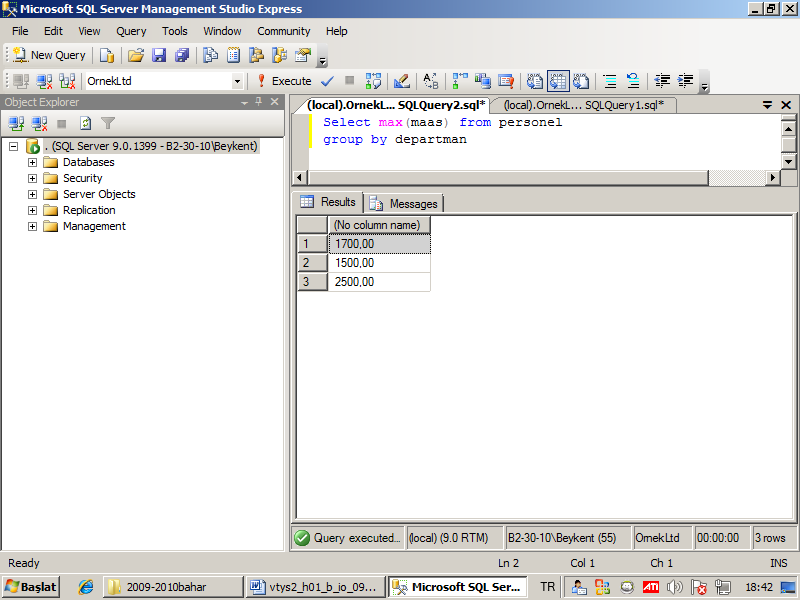 Microsoft SQL Server Management Studio Express
File Edit View Query Tools Window Community Help
New Query
OrnekLtd Execute
Object Explorer
. (SQL Server 9.0.1399 - B2-30-10\Beykent)
Databases
Security
Server Objects
Replication
Management
(local).OrnekL... SQLQuery2.sql* (local).OrnekL... SQLQuery1.sql*
Select max(maas) from personel
group by departman
Results Messages
(No column name)
1 1700,00
2 1500,00
3 2500,00
Query executed... (local) (9.0 RTM) B2-30-10\Beykent (55) OrnekLtd 00:00:00 3 rows
Ready Ln 2 Col 1 Ch 1 INS
Başlat 2009-2010bahar vtys2_h01_b_io_09... Microsoft SQL Ser... TR ATI 18:42